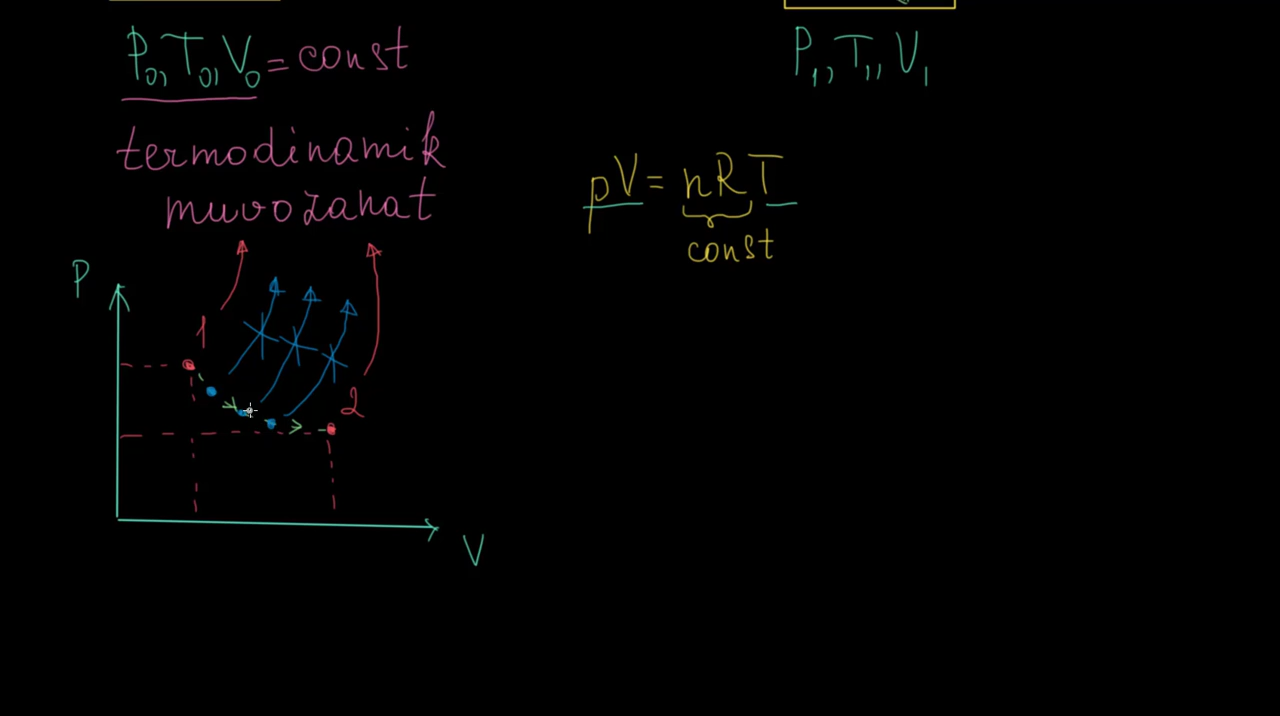 P₀, T₀, V₀ = const
termodinamik
muvozanat
P₁, T₁, V₁
pV = nRT
const
P
1
2
V